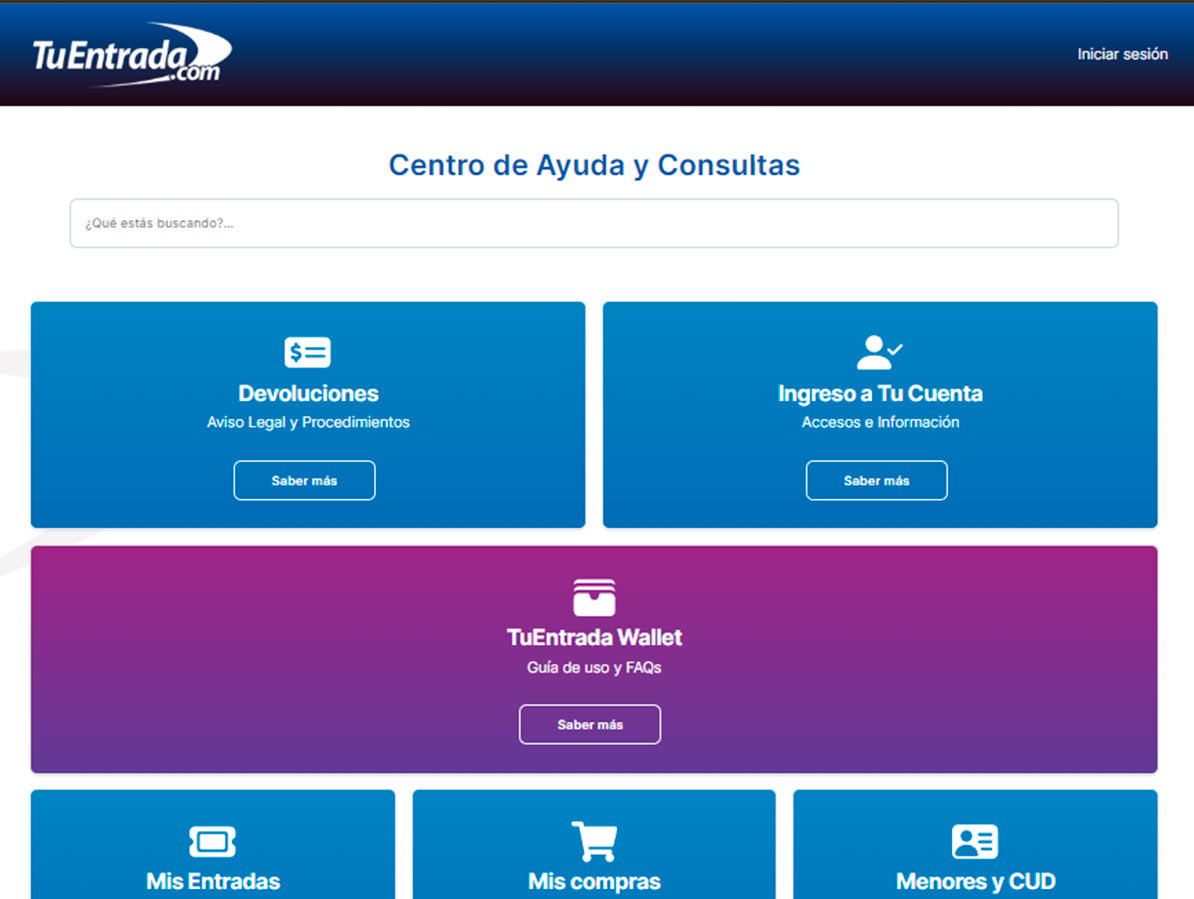 TuEntrada
.com
Iniciar sesión
Centro de Ayuda y Consultas
¿Qué estás buscando?...
Devoluciones
Aviso Legal y Procedimientos
Saber más
Ingreso a Tu Cuenta
Accesos e Información
Saber más
TuEntrada Wallet
Guía de uso y FAQs
Saber más
Mis Entradas
Mis compras
Menores y CUD